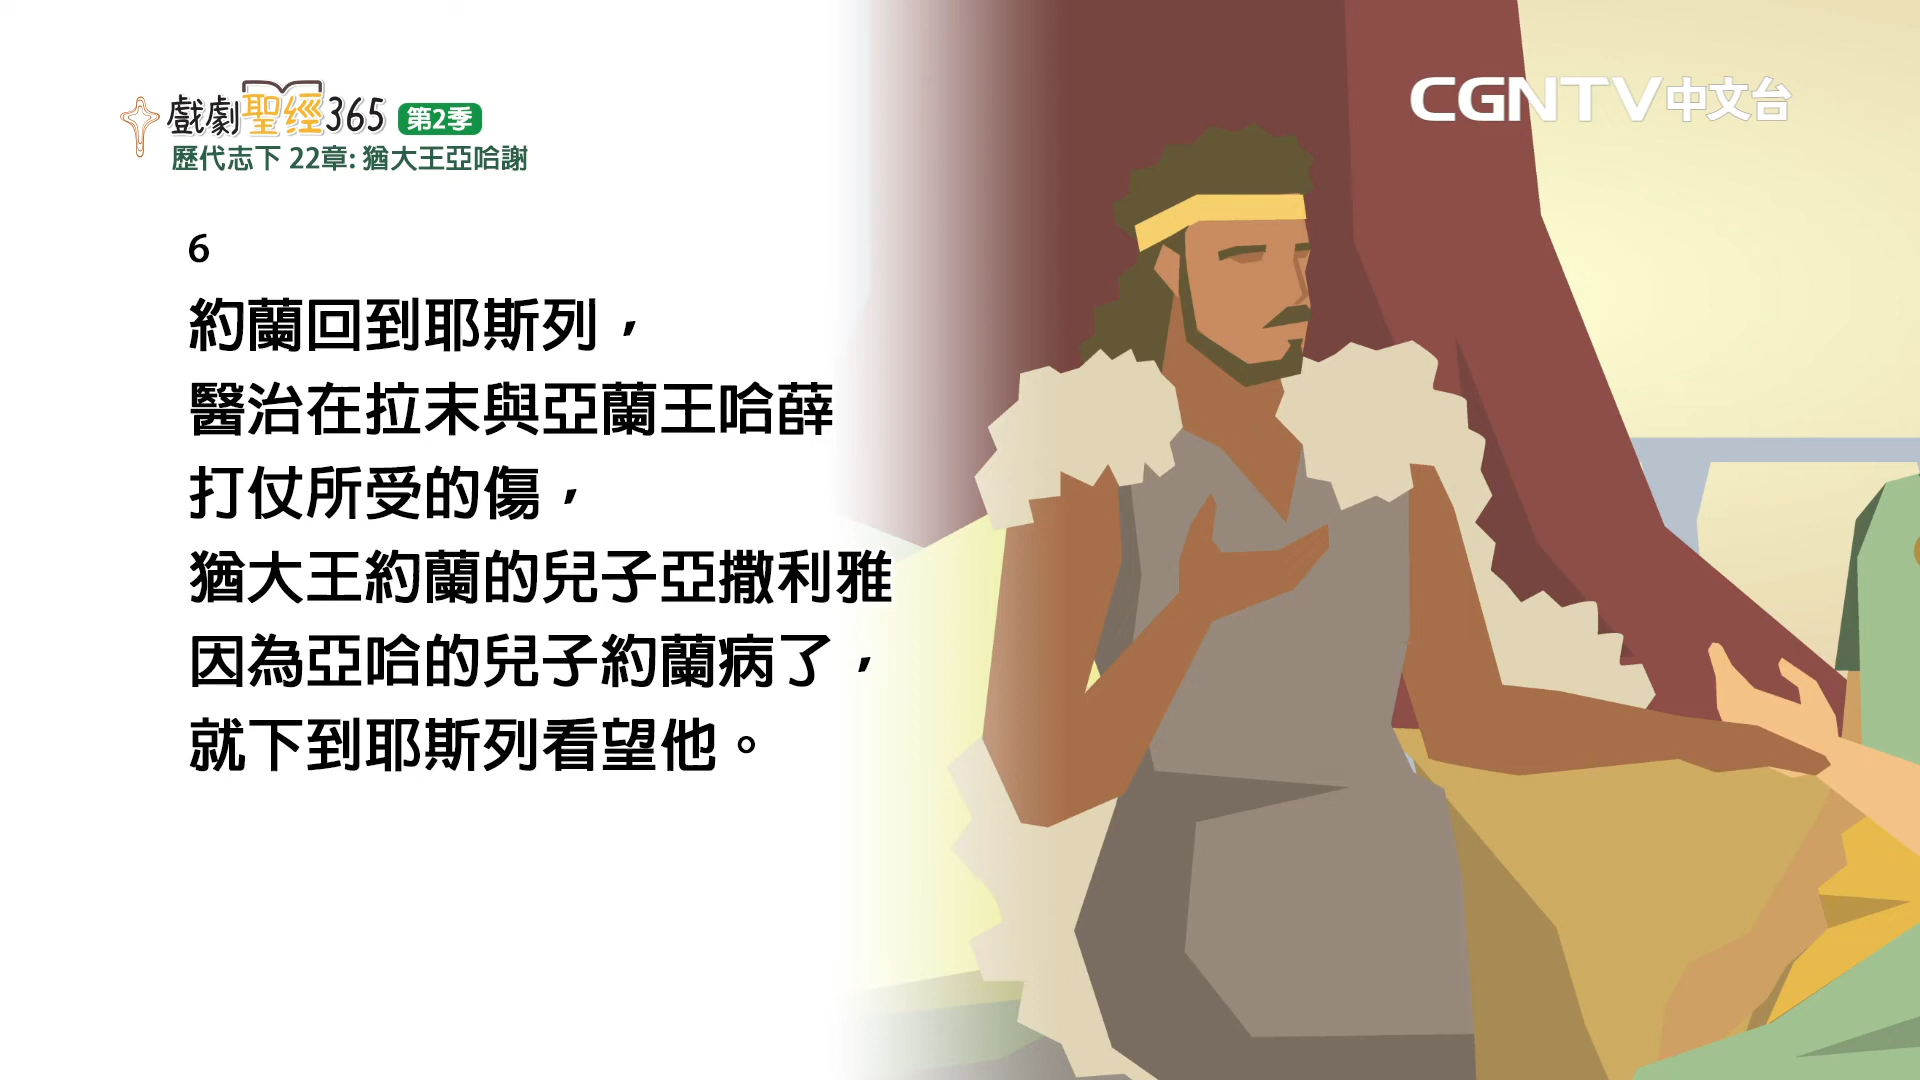 戲劇聖經365 第2季
CGNTV中文台
歷代志下 22章: 猶大王亞哈謝
6
約蘭回到耶斯列，
醫治在拉末與亞蘭王哈薛
打仗所受的傷，
猶大王約蘭的兒子亞撒利雅
因為亞哈的兒子約蘭病了，
就下到耶斯列看望他。